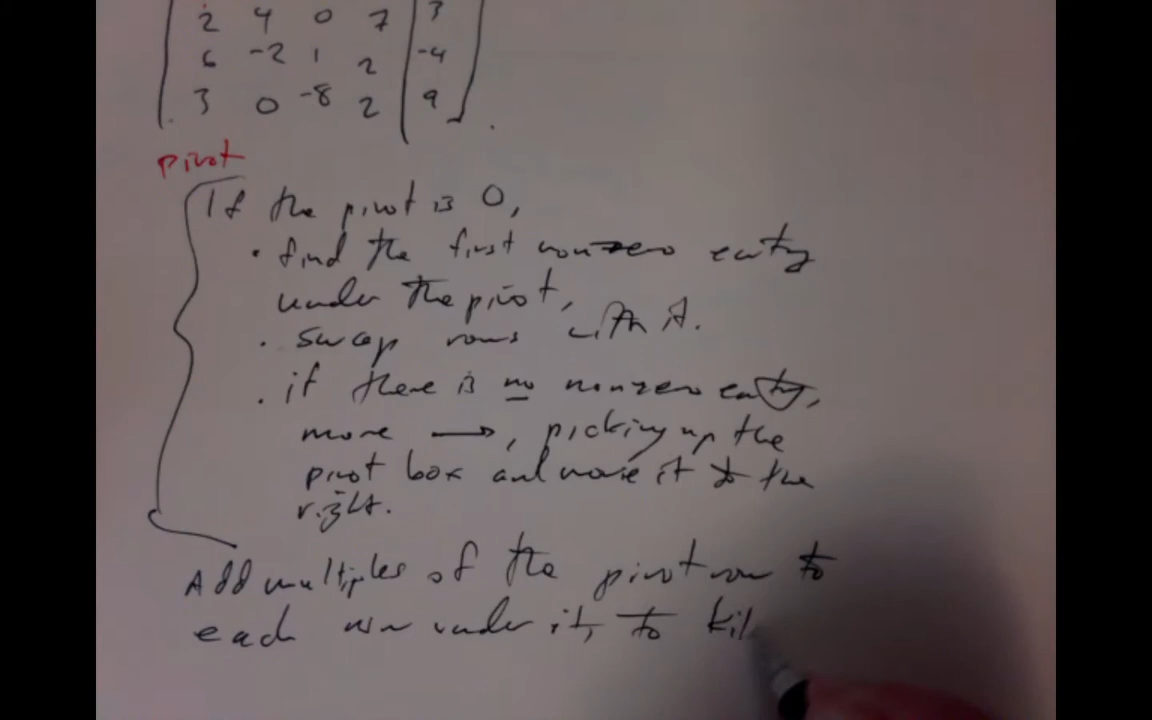 2 4 0 7 | 3
6 -2 1 2 | -4
3 0 -8 2 | 9 .
pivot
If the pivot is 0,
• find the first nonzero entry
under the pivot,
• swap rows with it.
• if there is no nonzero entry,
move →, picking up the
pivot box and move it to the
right.
Add multiples of the pivot row to
each row under it, to kil